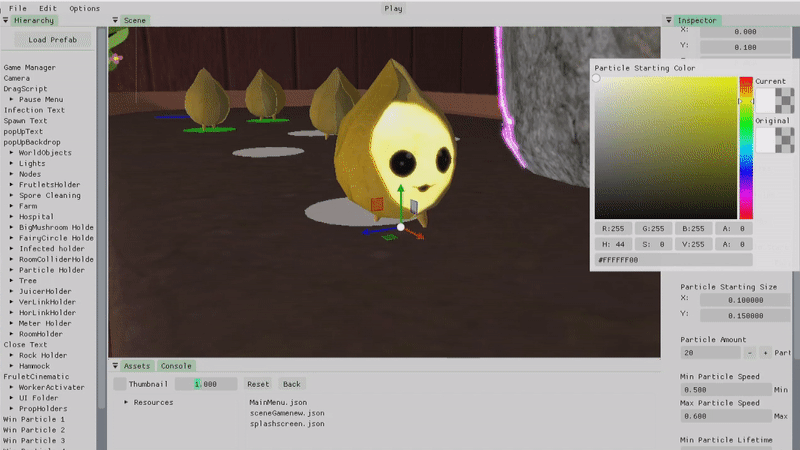 File Edit Options Play
Hierarchy
Load Prefab
Game Manager
Camera
DragScript
Pause Menu
Infection Text
Spawn Text
popUpText
popUpBackdrop
WorldObjects
Lights
Nodes
FrutletsHolder
Spore Cleaning
Farm
Hospital
BigMushroom Holde
FairyCircle Holde
Infected holder
RoomColliderHolde
Particle Holder
Tree
JuicerHolder
VerLinkHolder
HorLinkHolder
Meter Holder
RoomHolder
Close Text
Rock Holder
Hammock
FruletCinematic
WorkerActivater
UI Folder
PropHolders
Win Particle 1
Win Particle 2
Win Particle 3
Scene
Assets Console
Thumbnail 1.000 Reset Back
Resources
MainMenu.json
sceneGamenew.json
splashscreen.json
Inspector
X: 0.000
Y: 0.100
Particle Starting Color
Current
Original
R:255 G:255 B:255 A: 0
H: 44 S: 0 V:255 A: 0
#FFFFFF00
Particle Starting Size
X: 0.100000
Y: 0.150000
Particle Amount
20 - + Part
Min Particle Speed
0.500 Min
Max Particle Speed
0.600 Max
Min Particle Lifetime